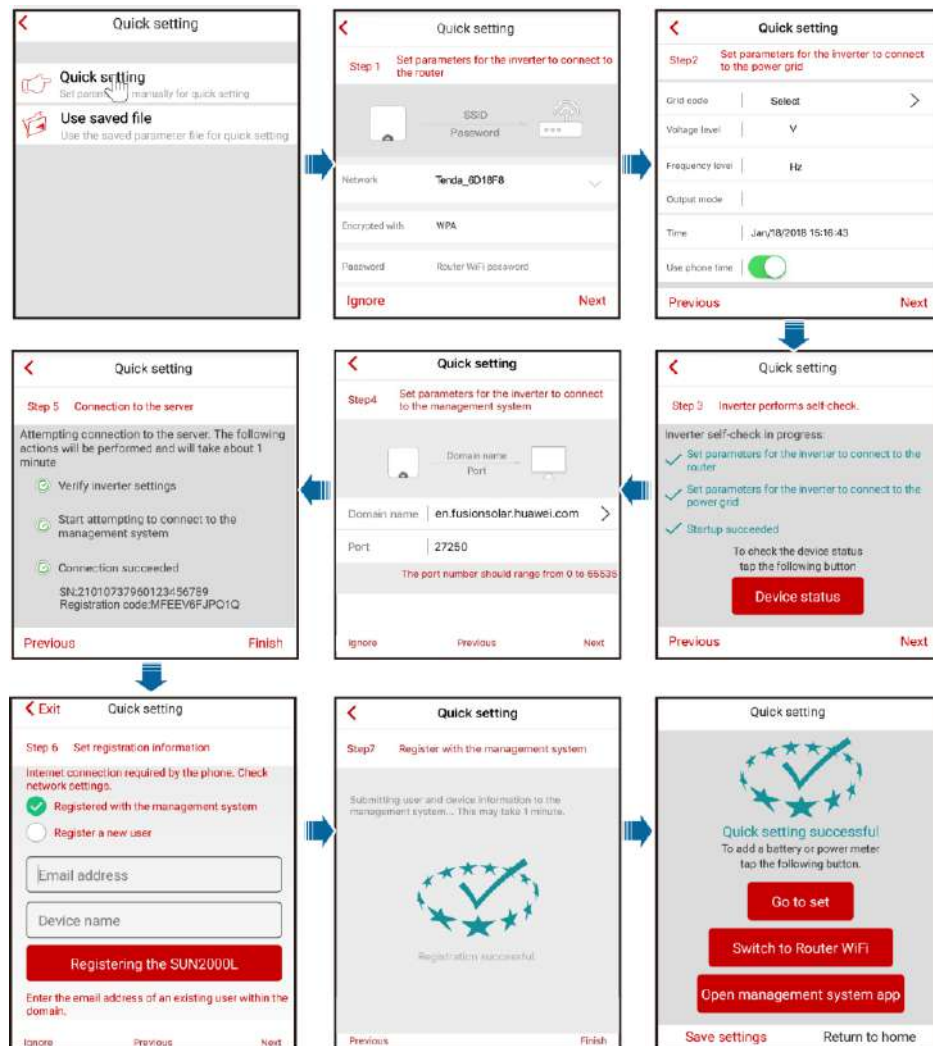 Quick setting
Quick setting
Set parameters manually for quick setting
Use saved file
Use the saved parameter file for quick setting
Quick setting
Step 1 Set parameters for the inverter to connect to
the router
SSID
Password
Network Tenda_6D18F8
Encrypted with WPA
Password Router WiFi password
Ignore Next
Quick setting
Step2 Set parameters for the inverter to connect
to the power grid
Grid code Select
Voltage level V
Frequency level Hz
Output mode
Time Jan/18/2018 15:16:43
Use phone time
Previous Next
Quick setting
Step 3 Inverter performs self-check.
Inverter self-check in progress:
Set parameters for the inverter to connect to the
router
Set parameters for the inverter to connect to the
power grid
Startup succeeded
To check the device status
tap the following button
Device status
Previous Next
Quick setting
Step4 Set parameters for the inverter to connect
to the management system
Domain name
Port
Domain name en.fusionsolar.huawei.com
Port 27250
The port number should range from 0 to 65535
Ignore Previous Next
Quick setting
Step 5 Connection to the server
Attempting connection to the server. The following
actions will be performed and will take about 1
minute
Verify inverter settings
Start attempting to connect to the
management system
Connection succeeded
SN:21010737960123456789
Registration code:MFEEV6FJPO1Q
Previous Finish
Exit Quick setting
Step 6 Set registration information
Internet connection required by the phone. Check
network settings.
Registered with the management system
Register a new user
Email address
Device name
Registering the SUN2000L
Enter the email address of an existing user within the
domain.
Ignore Previous Next
Quick setting
Step7 Register with the management system
Submitting user and device information to the
management system... This may take 1 minute.
Registration successful
Previous Finish
Quick setting
Quick setting successful
To add a battery or power meter
tap the following button.
Go to set
Switch to Router WiFi
Open management system app
Save settings Return to home